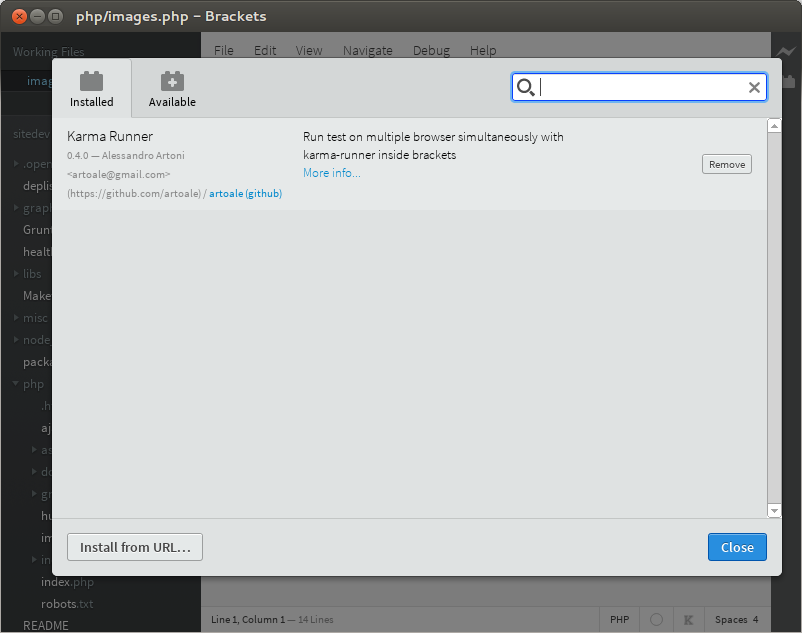 php/images.php – Brackets
File Edit View Navigate Debug Help
Working Files
imag
Installed
Available
Karma Runner
0.4.0 — Alessandro Artoni
<artoale@gmail.com>
(https://github.com/artoale) / artoale (github)
Run test on multiple browser simultaneously with
karma-runner inside brackets
More info...
Remove
sitedev
.open
deplis
grap
Grunt
healt
libs
Make
misc
node_
packa
php
.h
aj
as
do
gr
hu
im
in
index.php
robots.txt
README
Install from URL...
Close
Line 1, Column 1 — 14 Lines
PHP
K
Spaces 4